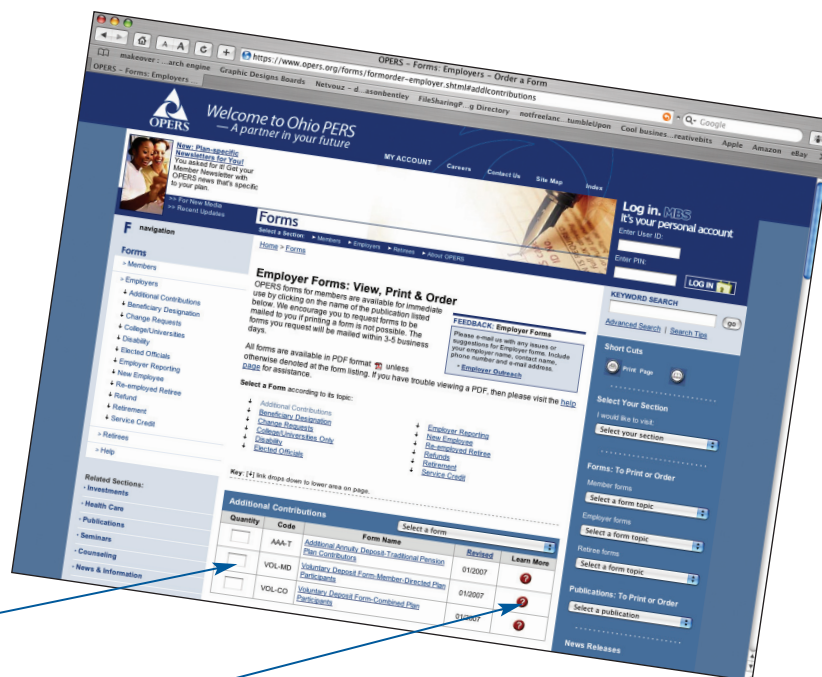 OPERS – Forms: Employers – Order a Form
A A
https://www.opers.org/forms/formorder-employer.shtml#addlcontributions
Q- Google
makeover : ...arch engine Graphic Designs Boards Netvouz – d...asonbentley FileSharingP...g Directory notfreelanc...tumbleUpon Cool busines...reativebits Apple Amazon eBay
OPERS – Forms: Employers ...
OPERS
Welcome to Ohio PERS
— A partner in your future
MY ACCOUNT Careers Contact Us Site Map Index
New: Plan-specific
Newsletters for You!
You asked for it! Get your
Member Newsletter with
OPERS news that's specific
to your plan.
>> For New Media
>> Recent Updates
Log in. MBS
It's your personal account
Enter User ID:
Enter PIN:
LOG IN
F navigation
Forms
» Members
» Employers
Additional Contributions
Beneficiary Designation
Change Requests
College/Universities
Disability
Elected Officials
Employer Reporting
New Employee
Re-employed Retiree
Refund
Retirement
Service Credit
» Retirees
» Help
Related Sections:
Investments
Health Care
Publications
Seminars
Counseling
News & Information
Forms
Select a Section: Members Employers Retirees About OPERS
Home > Forms
Employer Forms: View, Print & Order
OPERS forms for members are available for immediate
use by clicking on the name of the publication listed
below. We encourage you to request forms to be
mailed to you if printing a form is not possible. The
forms you request will be mailed within 3-5 business
days.
FEEDBACK: Employer Forms
Please e-mail us with any issues or
suggestions for Employer forms. Include
your employer name, contact name,
phone number and e-mail address.
Employer Outreach
All forms are available in PDF format unless
otherwise denoted at the form listing. If you have trouble viewing a PDF, then please visit the help
page for assistance.
Select a Form according to its topic:
Additional Contributions
Beneficiary Designation
Change Requests
College/Universities Only
Disability
Elected Officials
Employer Reporting
New Employee
Re-employed Retiree
Refunds
Retirement
Service Credit
Key: [↓] link drops down to lower area on page.
Additional Contributions Select a form
Quantity Code Form Name Revised Learn More
AAA-T Additional Annuity Deposit-Traditional Pension
Plan Contributors 01/2007 ?
VOL-MD Voluntary Deposit Form-Member-Directed Plan
Participants 01/2007 ?
VOL-CO Voluntary Deposit Form-Combined Plan
Participants 01/2007 ?
KEYWORD SEARCH
go
Advanced Search | Search Tips
Short Cuts
Print Page
Select Your Section
I would like to visit:
Select your section
Forms: To Print or Order
Member forms
Select a form topic
Employer forms
Select a form topic
Retiree forms
Select a form topic
Publications: To Print or Order
Select a publication
News Releases